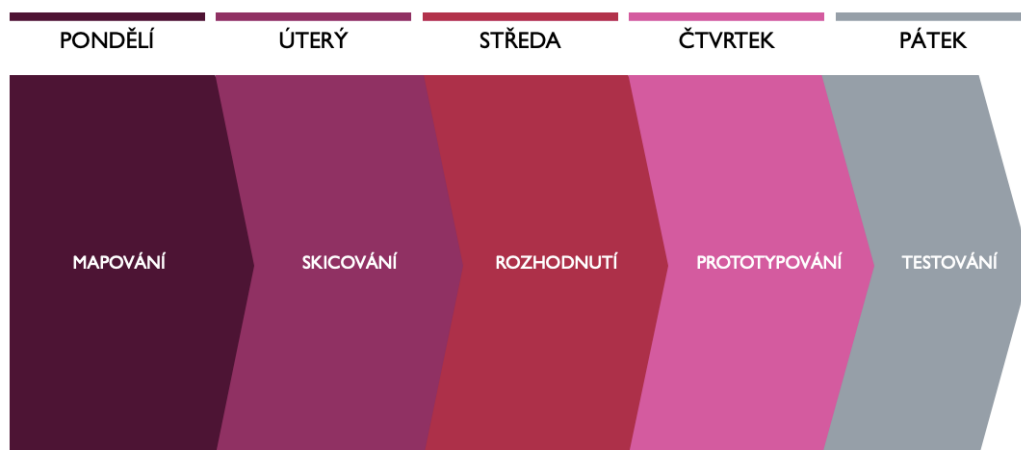 PONDĚLÍ
ÚTERÝ
STŘEDA
ČTVRTEK
PÁTEK
MAPOVÁNÍ
SKICOVÁNÍ
ROZHODNUTÍ
PROTOTYPOVÁNÍ
TESTOVÁNÍ